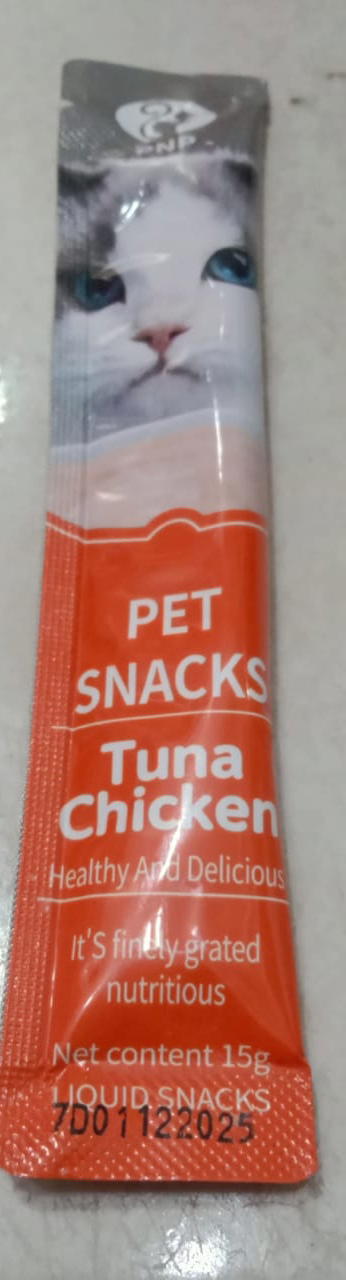 PNP
PET
SNACKS
Tuna
Chicken
Healthy And Delicious
It'S finely grated
nutritious
Net content 15g
LIQUID SNACKS
7D01122025